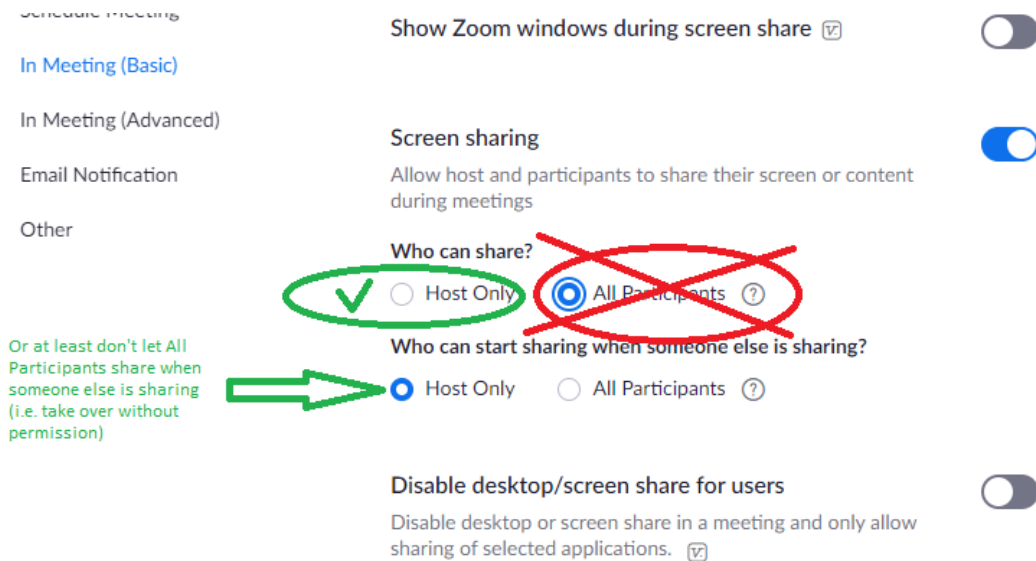 Schedule Meeting
In Meeting (Basic)
In Meeting (Advanced)
Email Notification
Other
Show Zoom windows during screen share
Screen sharing
Allow host and participants to share their screen or content
during meetings
Who can share?
Host Only All Participants ?
Or at least don't let All
Participants share when
someone else is sharing
(i.e. take over without
permission)
Who can start sharing when someone else is sharing?
Host Only All Participants ?
Disable desktop/screen share for users
Disable desktop or screen share in a meeting and only allow
sharing of selected applications.